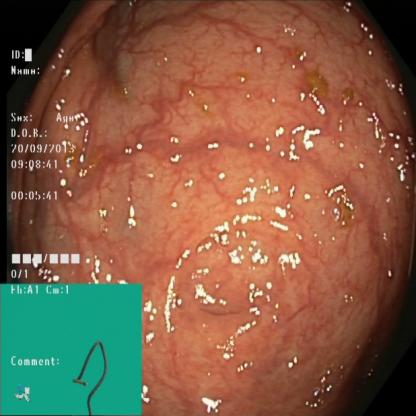 ID:
Name:
Sex: Age:
D.O.B.:
20/09/2013
09:08:41
00:05:41
0/1
Eh:A1 Cm:1
Comment: